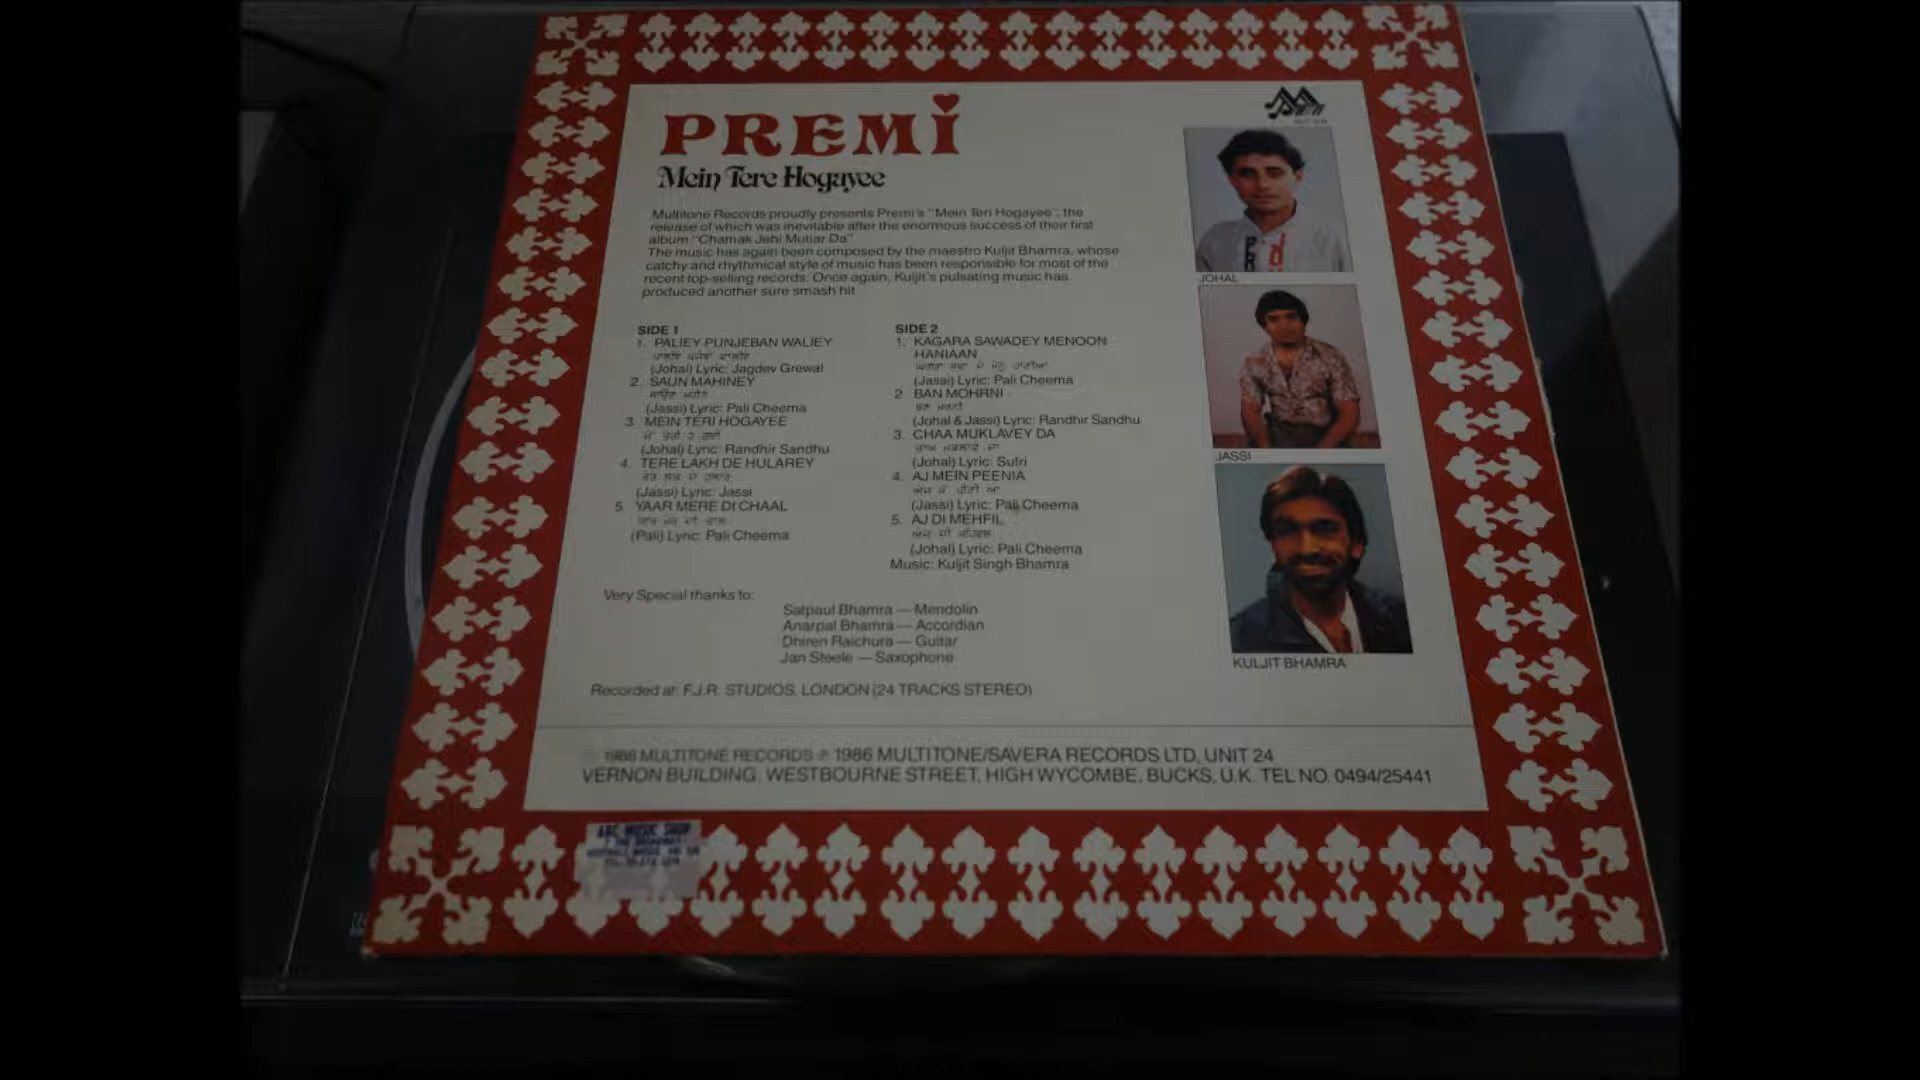 PREMi
Mein Tere Hogayee
Multitone Records proudly presents Premi's "Mein Teri Hogayee", the
release of which was inevitable after the enormous success of their first
album "Chamak Jehi Mutiar Da"
The music has again been composed by the maestro Kuljit Bhamra, whose
catchy and rhythmical style of music has been responsible for most of the
recent top-selling records. Once again, Kuljit's pulsating music has
produced another sure smash hit
SIDE 1
1. PALIEY PUNJEBAN WALIEY
(Johal) Lyric: Jagdev Grewal
2. SAUN MAHINEY
(Jassi) Lyric: Pali Cheema
3. MEIN TERI HOGAYEE
(Johal) Lyric: Randhir Sandhu
4. TERE LAKH DE HULAREY
(Jassi) Lyric: Jassi
5. YAAR MERE DI CHAAL
(Pali) Lyric: Pali Cheema
SIDE 2
1. KAGARA SAWADEY MENOON
HANIAAN
(Jassi) Lyric: Pali Cheema
2 BAN MOHRNI
(Johal & Jassi) Lyric: Randhir Sandhu
3. CHAA MUKLAVEY DA
(Johal) Lyric: Sufri
4. AJ MEIN PEENIA
(Jassi) Lyric: Pali Cheema
5. AJ DI MEHFIL
(Johal) Lyric: Pali Cheema
Music: Kuljit Singh Bhamra
Very Special thanks to:
Satpaul Bhamra — Mendolin
Anarpal Bhamra — Accordian
Dhiren Raichura — Guitar
Jan Steele — Saxophone
Recorded at: F.J.R. STUDIOS, LONDON (24 TRACKS STEREO)
JOHAL
JASSI
KULJIT BHAMRA
1986 MULTITONE RECORDS ℗ 1986 MULTITONE/SAVERA RECORDS LTD, UNIT 24
VERNON BUILDING, WESTBOURNE STREET, HIGH WYCOMBE, BUCKS, U.K. TEL NO. 0494/25441
ABC MUSIC SHOP